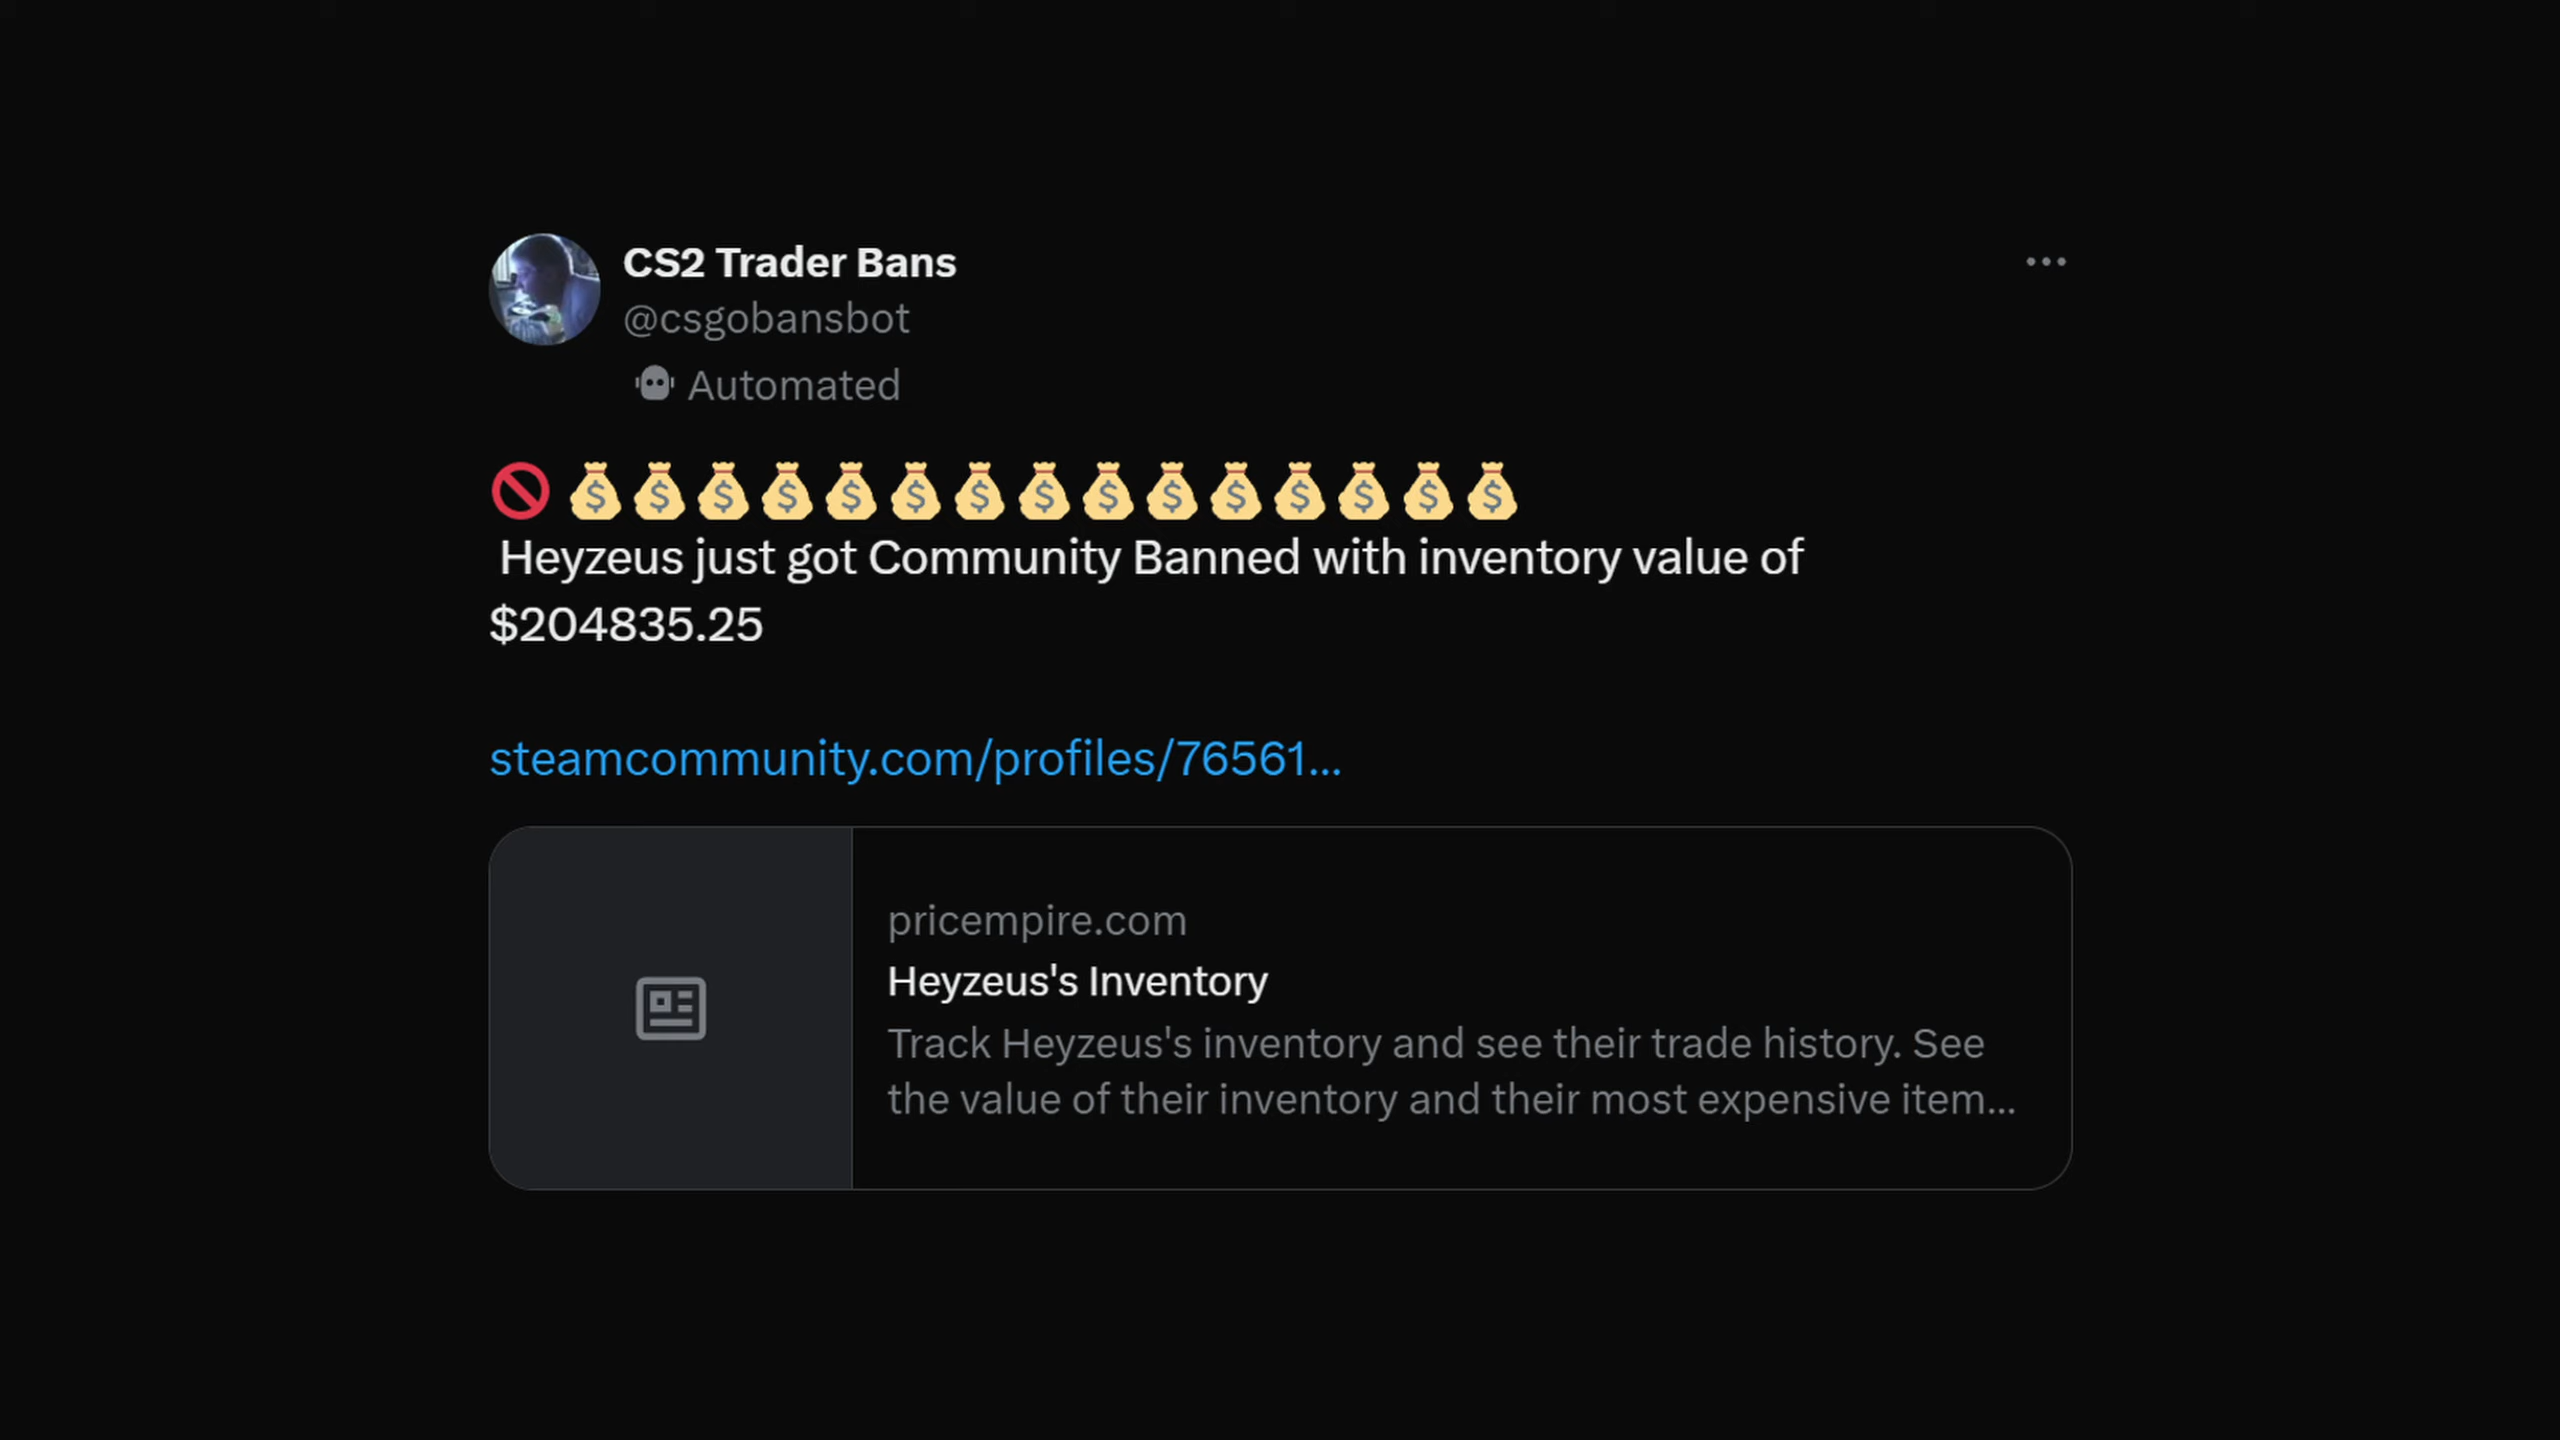 CS2 Trader Bans
@csgobansbot
Automated
🚫 💰💰💰💰💰💰💰💰💰💰💰💰💰💰💰
Heyzeus just got Community Banned with inventory value of
$204835.25
steamcommunity.com/profiles/76561...
pricempire.com
Heyzeus's Inventory
Track Heyzeus's inventory and see their trade history. See
the value of their inventory and their most expensive item...